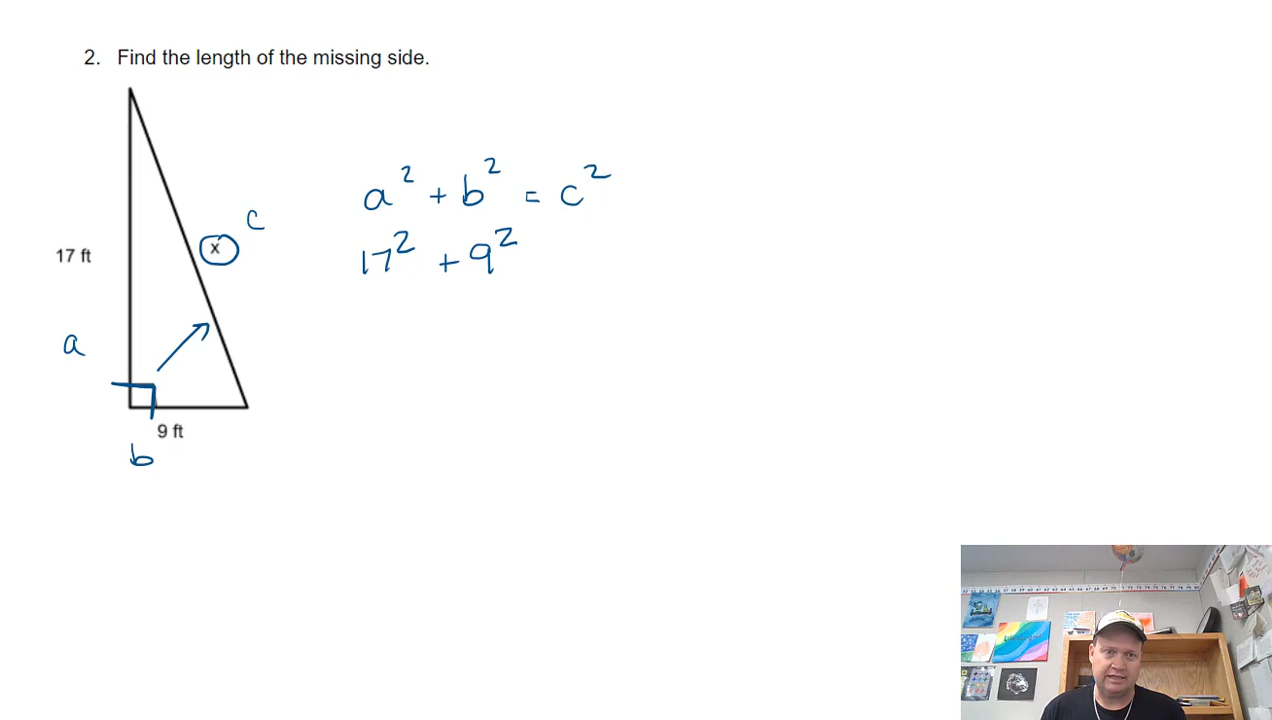 2. Find the length of the missing side.
a² + b² = c²
c
x
17² + 9²
17 ft
a
9 ft
b